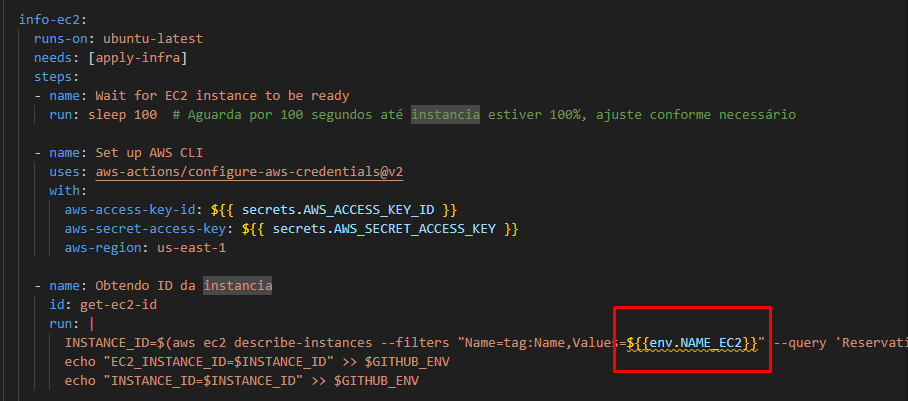 info-ec2:
runs-on: ubuntu-latest
needs: [apply-infra]
steps:
- name: Wait for EC2 instance to be ready
run: sleep 100  # Aguarda por 100 segundos até instancia estiver 100%, ajuste conforme necessário
- name: Set up AWS CLI
uses: aws-actions/configure-aws-credentials@v2
with:
aws-access-key-id: ${{ secrets.AWS_ACCESS_KEY_ID }}
aws-secret-access-key: ${{ secrets.AWS_SECRET_ACCESS_KEY }}
aws-region: us-east-1
- name: Obtendo ID da instancia
id: get-ec2-id
run: |
INSTANCE_ID=$(aws ec2 describe-instances --filters "Name=tag:Name,Values=${{env.NAME_EC2}}" --query 'Reservati
echo "EC2_INSTANCE_ID=$INSTANCE_ID" >> $GITHUB_ENV
echo "INSTANCE_ID=$INSTANCE_ID" >> $GITHUB_ENV